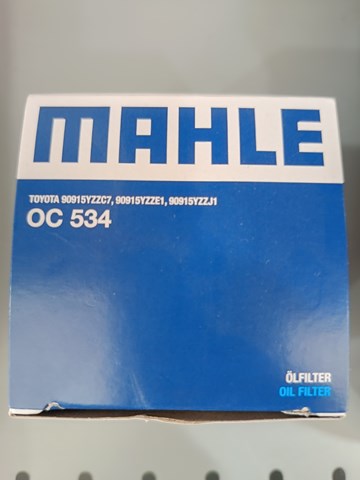 MAHLE
TOYOTA 90915YZZC7, 90915YZZE1, 90915YZZJ1
OC 534
ÖLFILTER
OIL FILTER